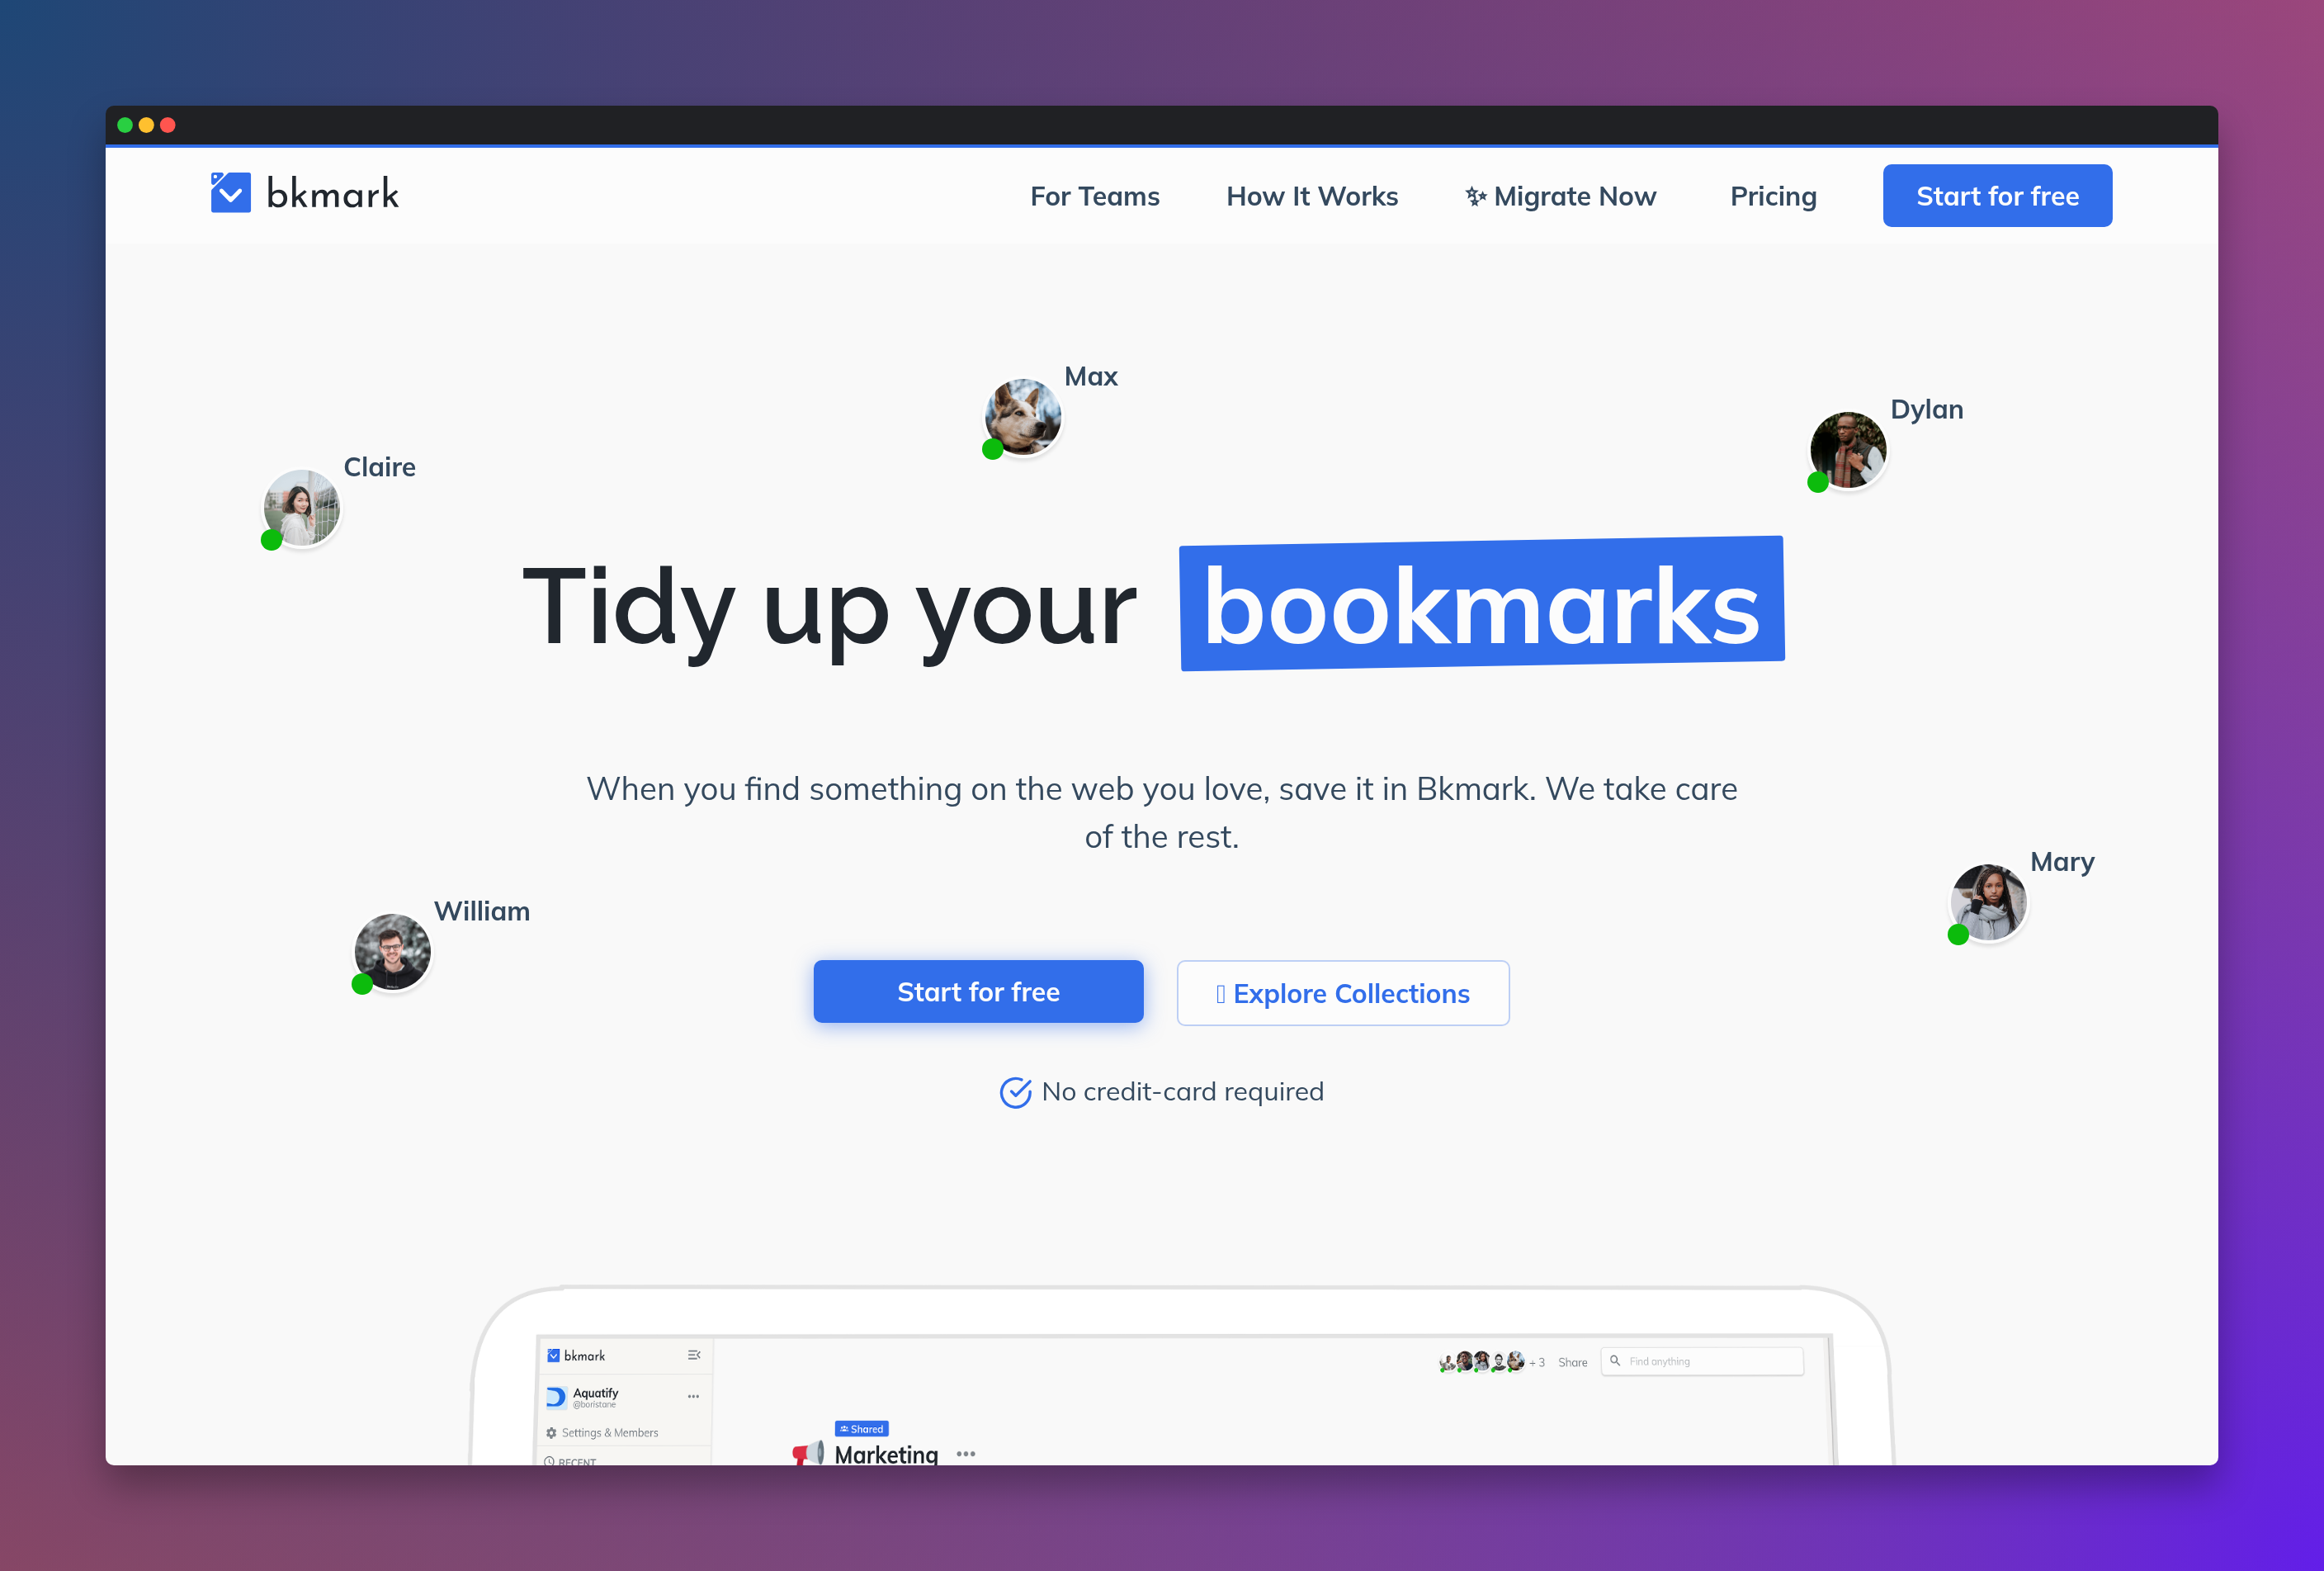 bkmark
For Teams
How It Works
✨ Migrate Now
Pricing
Start for free
Max
Dylan
Claire
Tidy up your bookmarks
When you find something on the web you love, save it in Bkmark. We take care
of the rest.
Mary
William
Start for free
Explore Collections
No credit-card required
bkmark
+ 3
Share
Find anything
Aquatify
@boristane
Settings & Members
Shared
Marketing
RECENT